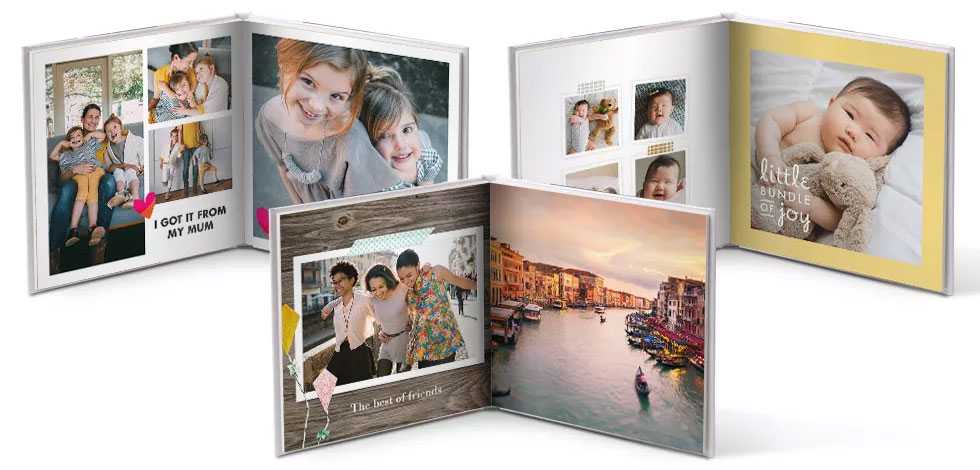 I GOT IT FROM
MY MUM
little
BUNDLE
OF joy
The best of friends